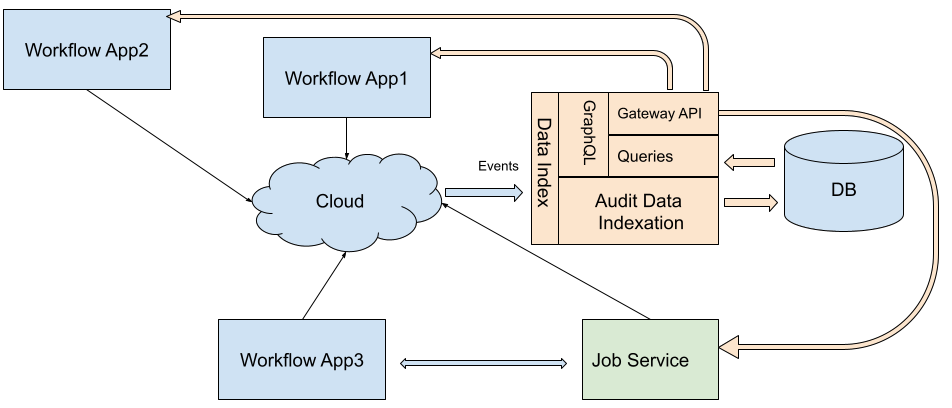 Workflow App2
Workflow App1
Data Index
GraphQL
Gateway API
Queries
Audit Data
Indexation
Events
Cloud
DB
Workflow App3
Job Service